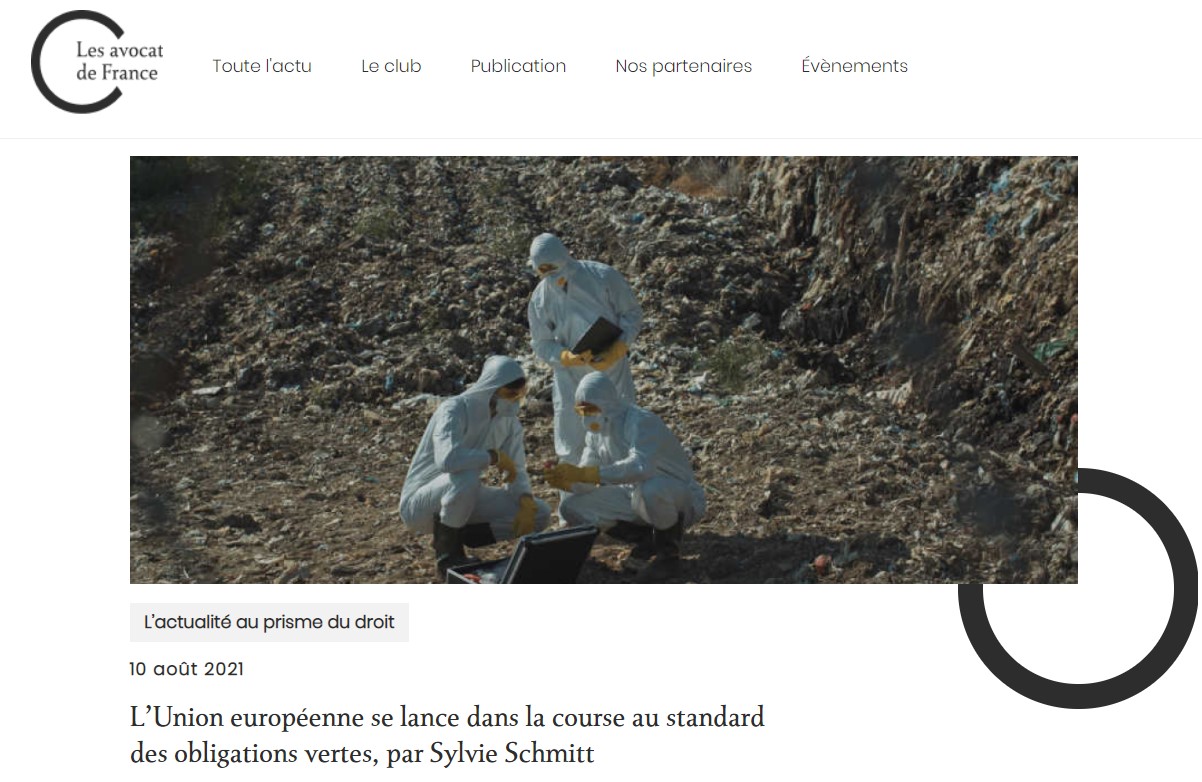 Les avocat
de France
Toute l'actu
Le club
Publication
Nos partenaires
Évènements
L'actualité au prisme du droit
10 août 2021
L’Union européenne se lance dans la course au standard
des obligations vertes, par Sylvie Schmitt